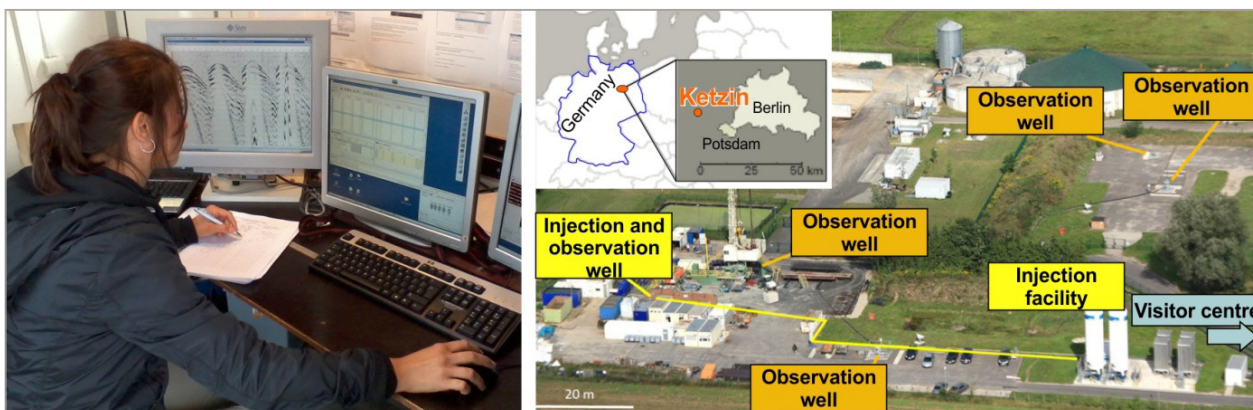 Germany
Ketzin
Berlin
Potsdam
0 25 50 km
Observation
well
Observation
well
Injection and
observation
well
Observation
well
Injection
facility
Visitor centre
Observation
well
20 m